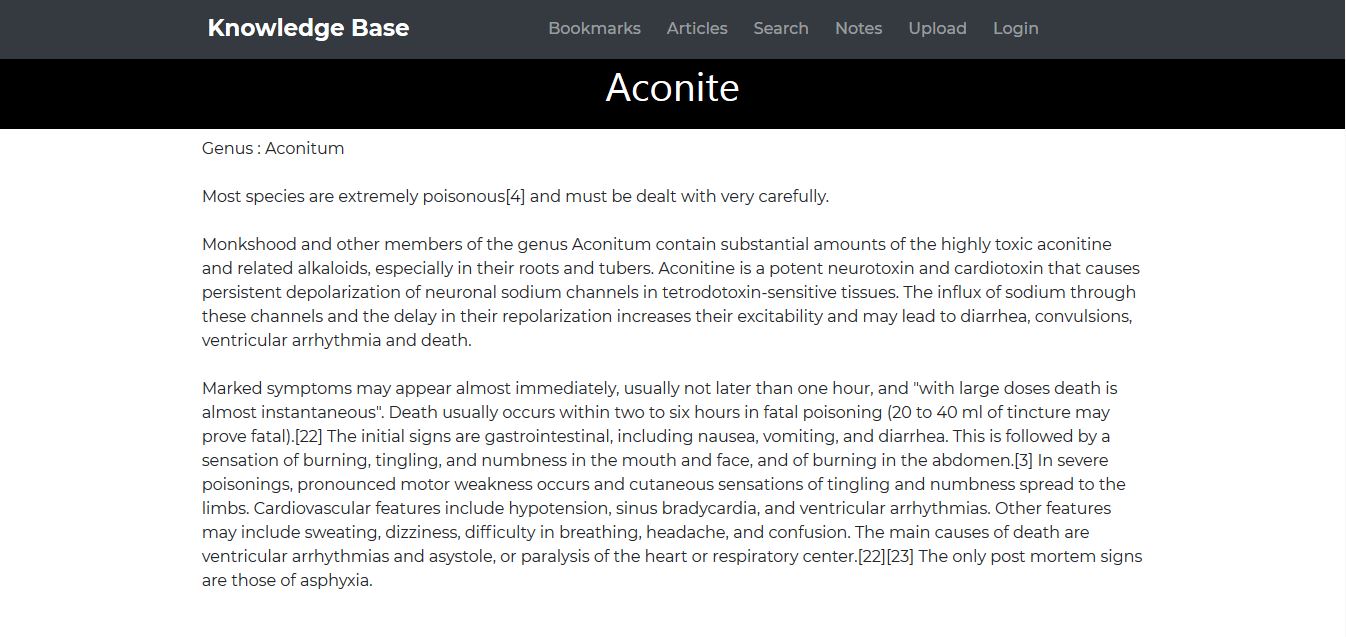 Knowledge Base Bookmarks Articles Search Notes Upload Login
Aconite
Genus : Aconitum
Most species are extremely poisonous[4] and must be dealt with very carefully.
Monkshood and other members of the genus Aconitum contain substantial amounts of the highly toxic aconitine
and related alkaloids, especially in their roots and tubers. Aconitine is a potent neurotoxin and cardiotoxin that causes
persistent depolarization of neuronal sodium channels in tetrodotoxin-sensitive tissues. The influx of sodium through
these channels and the delay in their repolarization increases their excitability and may lead to diarrhea, convulsions,
ventricular arrhythmia and death.
Marked symptoms may appear almost immediately, usually not later than one hour, and "with large doses death is
almost instantaneous". Death usually occurs within two to six hours in fatal poisoning (20 to 40 ml of tincture may
prove fatal).[22] The initial signs are gastrointestinal, including nausea, vomiting, and diarrhea. This is followed by a
sensation of burning, tingling, and numbness in the mouth and face, and of burning in the abdomen.[3] In severe
poisonings, pronounced motor weakness occurs and cutaneous sensations of tingling and numbness spread to the
limbs. Cardiovascular features include hypotension, sinus bradycardia, and ventricular arrhythmias. Other features
may include sweating, dizziness, difficulty in breathing, headache, and confusion. The main causes of death are
ventricular arrhythmias and asystole, or paralysis of the heart or respiratory center.[22][23] The only post mortem signs
are those of asphyxia.